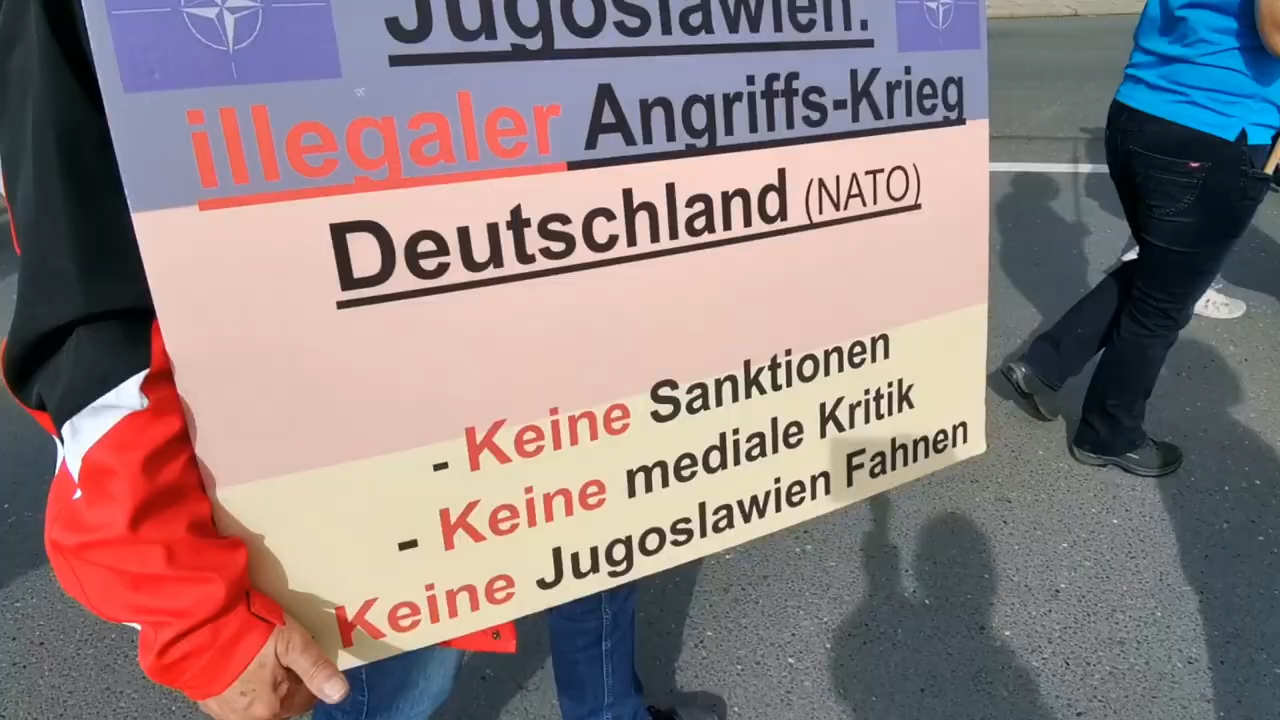 Jugoslawien:
illegaler Angriffs-Krieg
Deutschland (NATO)
- Keine Sanktionen
- Keine mediale Kritik
Keine Jugoslawien Fahnen